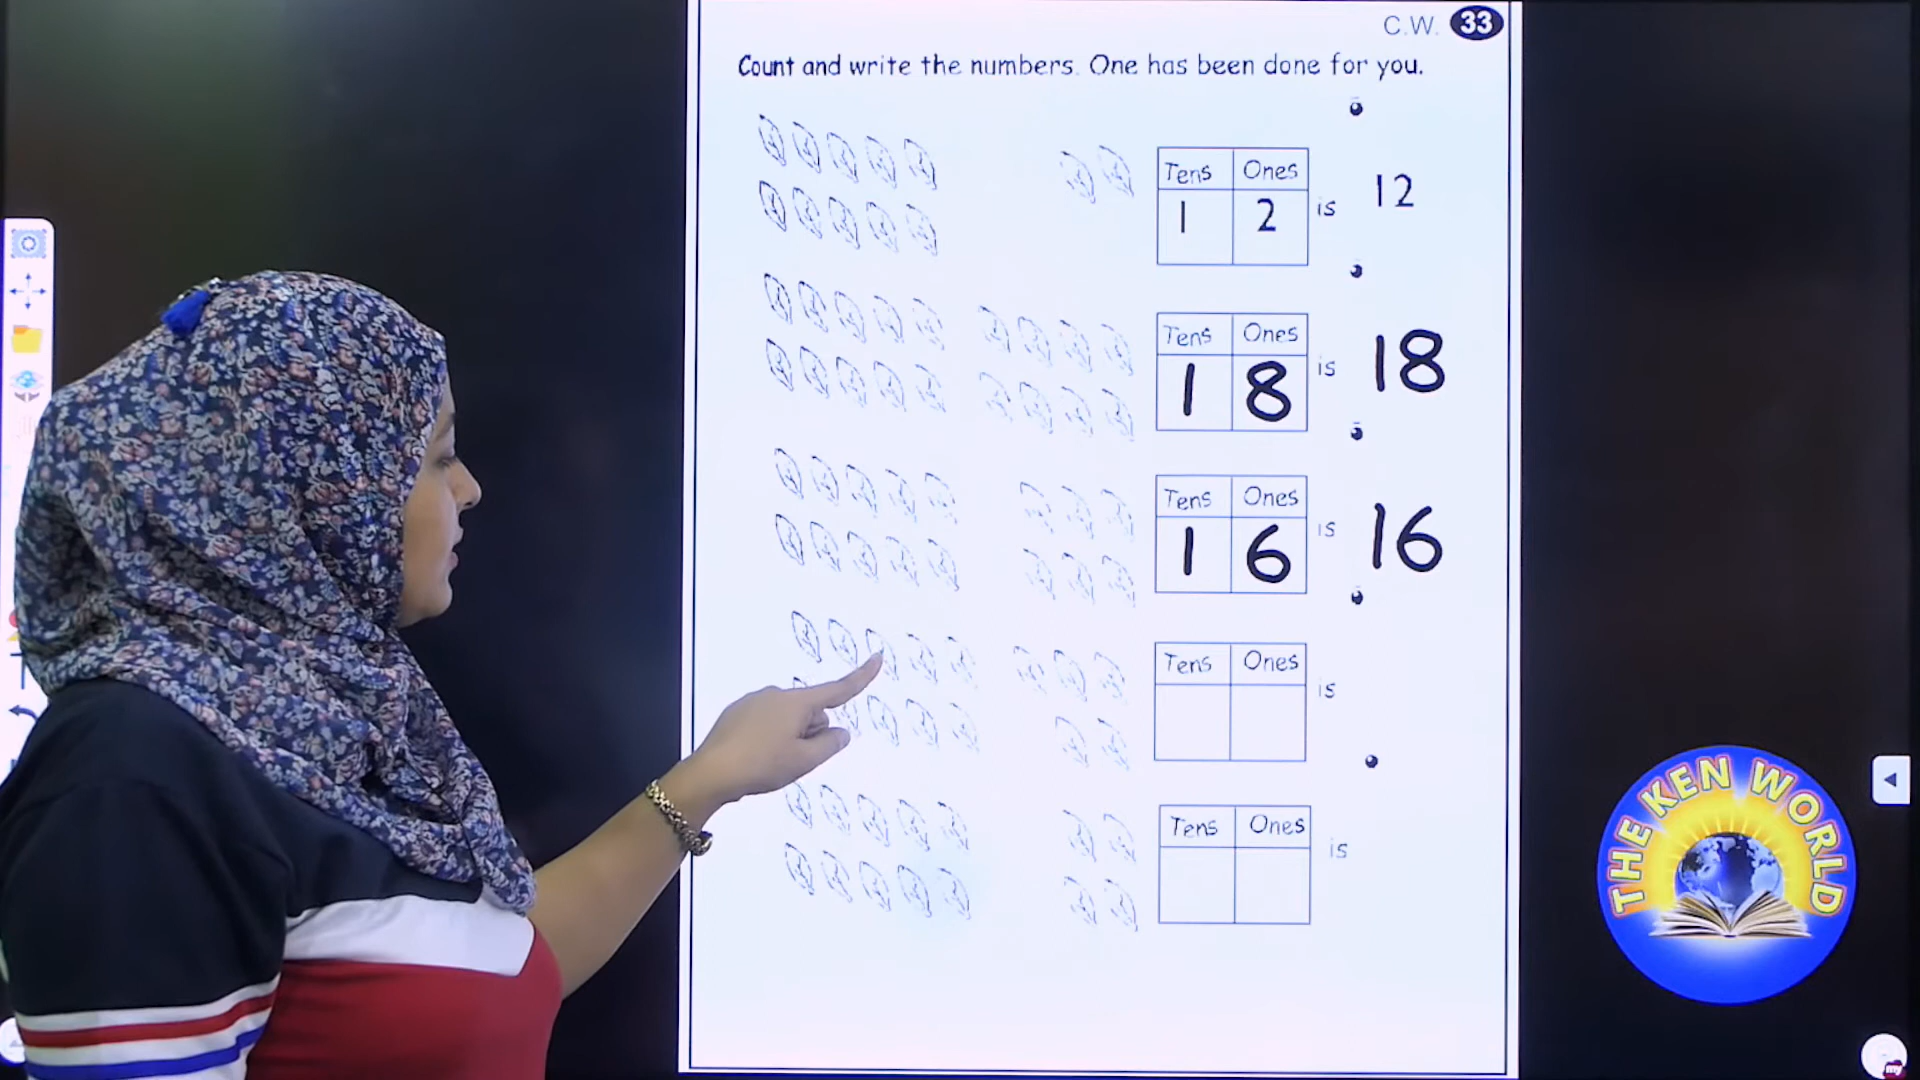 C.W. 33
Count and write the numbers. One has been done for you.
Tens Ones
1 2 is 12
Tens Ones
1 8 is 18
Tens Ones
1 6 is 16
Tens Ones
is
Tens Ones
is
THE KEN WORLD
my